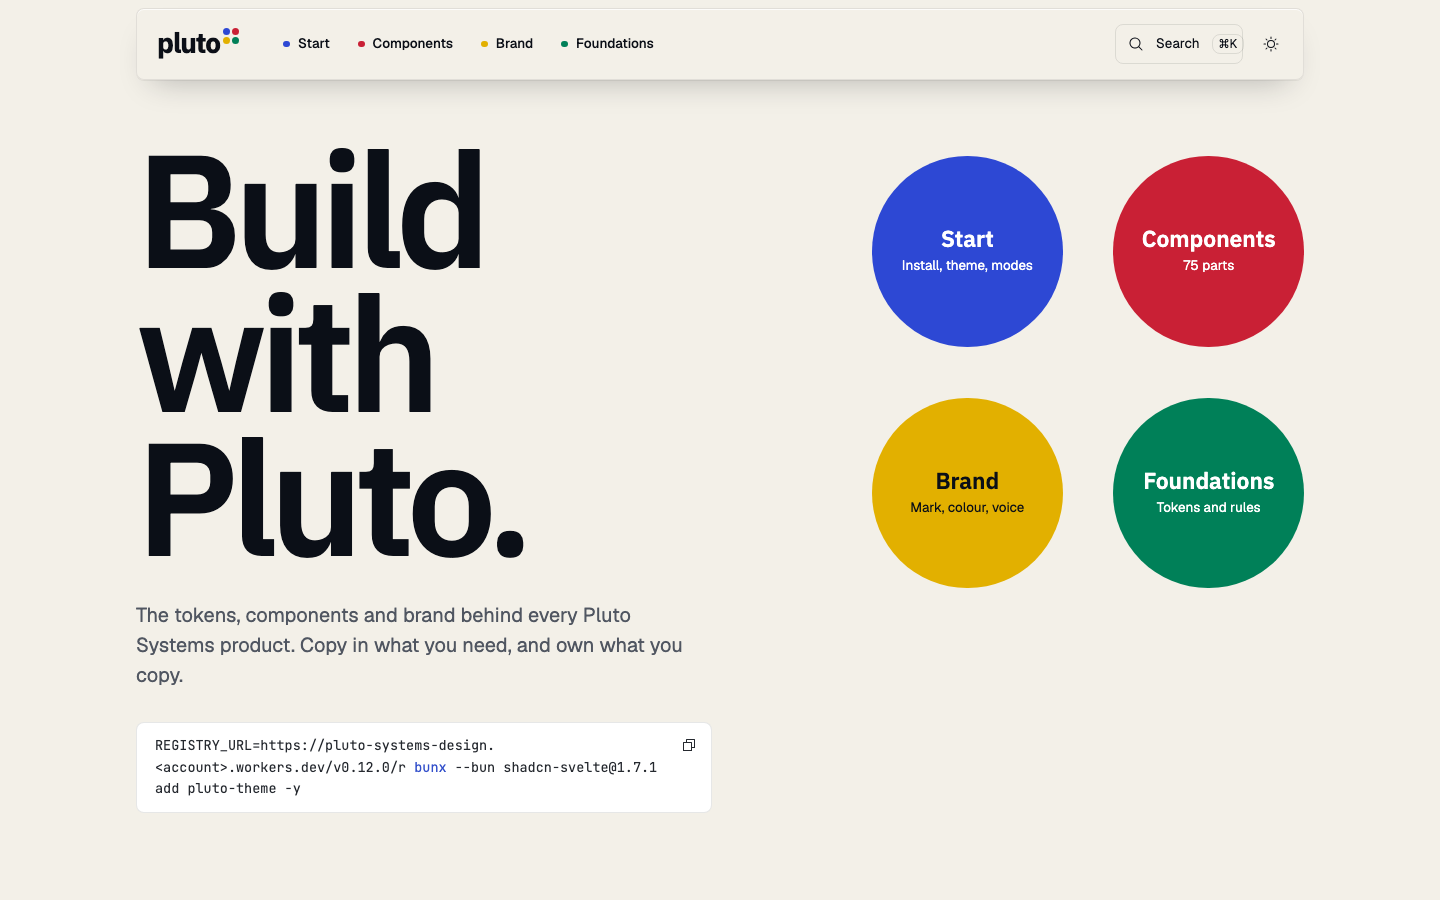 pluto
Start
Components
Brand
Foundations
Search ⌘K
Build
with
Pluto.
The tokens, components and brand behind every Pluto
Systems product. Copy in what you need, and own what you
copy.
REGISTRY_URL=https://pluto-systems-design.
<account>.workers.dev/v0.12.0/r bunx --bun shadcn-svelte@1.7.1
add pluto-theme -y
Start
Install, theme, modes
Components
75 parts
Brand
Mark, colour, voice
Foundations
Tokens and rules